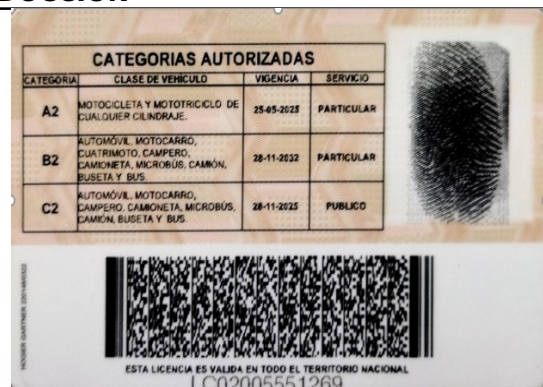 CATEGORIAS AUTORIZADAS
CATEGORIA CLASE DE VEHÍCULO VIGENCIA SERVICIO
A2 MOTOCICLETA Y MOTOTRICICLO DE CUALQUIER CILINDRAJE. 25-05-2025 PARTICULAR
B2 AUTOMÓVIL, MOTOCARRO, CUATRIMOTO, CAMPERO, CAMIONETA, MICROBÚS, CAMIÓN, BUSETA Y BUS. 28-11-2032 PARTICULAR
C2 AUTOMÓVIL, MOTOCARRO, CAMPERO, CAMIONETA, MICROBÚS, CAMIÓN, BUSETA Y BUS. 28-11-2025 PUBLICO
ESTA LICENCIA ES VALIDA EN TODO EL TERRITORIO NACIONAL
LC02005551269